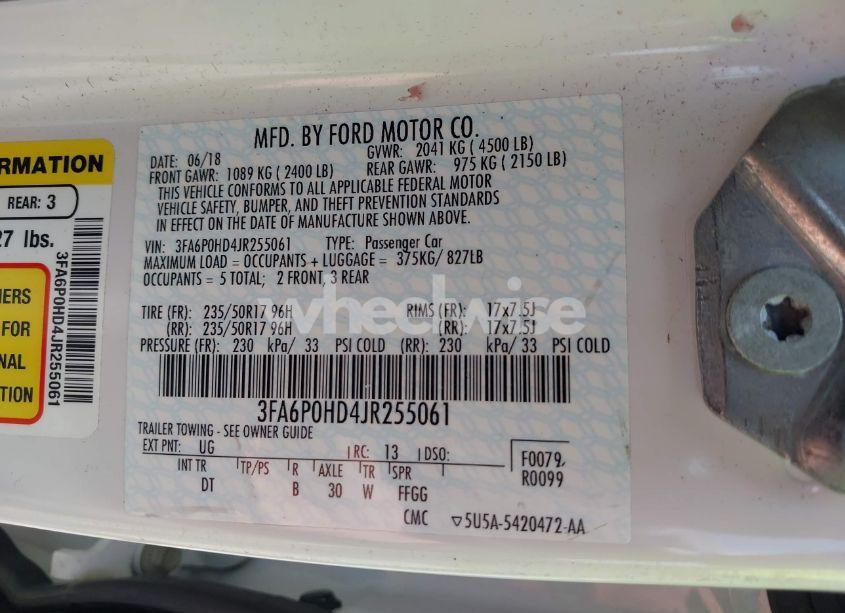 MFD. BY FORD MOTOR CO.
DATE: 06/18 GVWR: 2041 KG ( 4500 LB)
FRONT GAWR: 1089 KG ( 2400 LB) REAR GAWR: 975 KG ( 2150 LB)
THIS VEHICLE CONFORMS TO ALL APPLICABLE FEDERAL MOTOR
VEHICLE SAFETY, BUMPER, AND THEFT PREVENTION STANDARDS
IN EFFECT ON THE DATE OF MANUFACTURE SHOWN ABOVE.
VIN: 3FA6P0HD4JR255061 TYPE: Passenger Car
MAXIMUM LOAD = OCCUPANTS + LUGGAGE = 375KG/ 827LB
OCCUPANTS = 5 TOTAL; 2 FRONT, 3 REAR
TIRE (FR): 235/50R17 96H RIMS (FR): 17x7.5J
(RR): 235/50R17 96H (RR): 17x7.5J
PRESSURE (FR): 230 kPa/ 33 PSI COLD (RR): 230 kPa/ 33 PSI COLD
3FA6P0HD4JR255061
TRAILER TOWING - SEE OWNER GUIDE
EXT PNT: UG RC: 13 DSO:
INT TR TP/PS R AXLE TR SPR
DT B 30 W FFGG
F0079
R0099
CMC ▽5U5A-5420472-AA
ORMATION
REAR: 3
27 lbs.
3FA6P0HD4JR255061
FOR
wheelwise